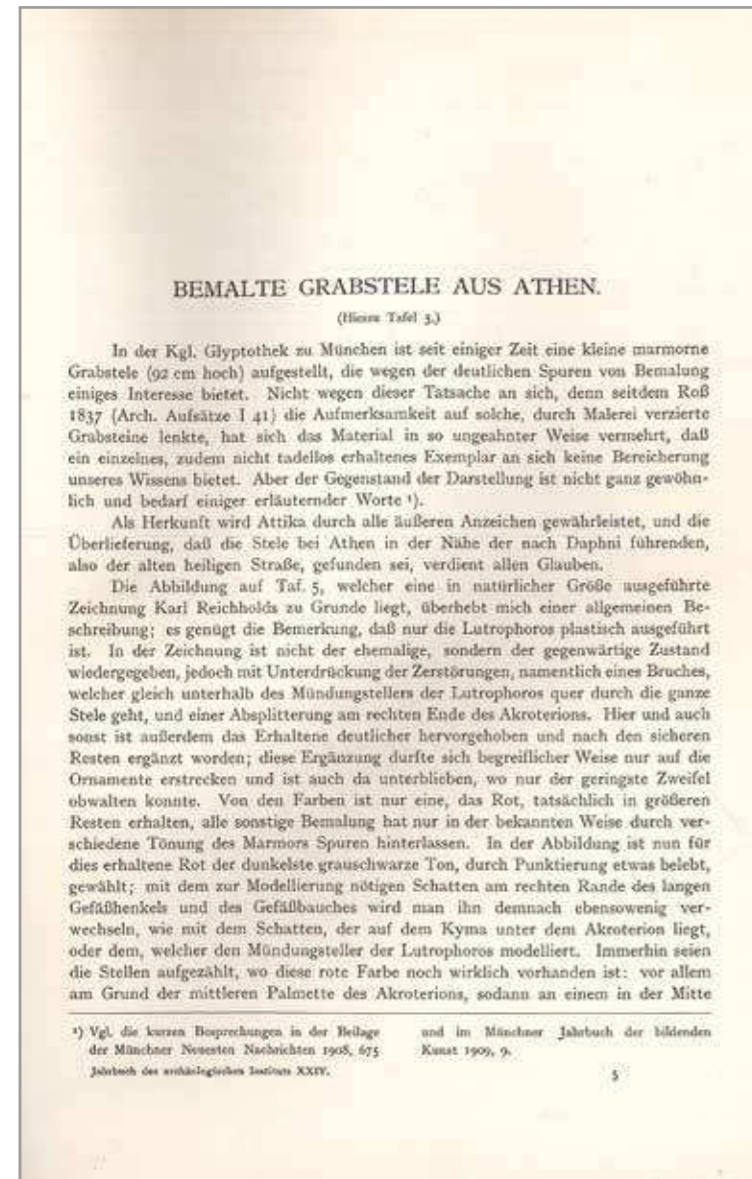 BEMALTE GRABSTELE AUS ATHEN.
(Hierzu Tafel 5.)
In der Kgl. Glyptothek zu München ist seit einiger Zeit eine kleine marmorne
Grabstele (92 cm hoch) aufgestellt, die wegen der deutlichen Spuren von Bemalung
einiges Interesse bietet. Nicht wegen dieser Tatsache an sich, denn seitdem Roß
1837 (Arch. Aufsätze I 41) die Aufmerksamkeit auf solche, durch Malerei verzierte
Grabsteine lenkte, hat sich das Material in so ungeahnter Weise vermehrt, daß
ein einzelnes, zudem nicht tadellos erhaltenes Exemplar an sich keine Bereicherung
unseres Wissens bietet. Aber der Gegenstand der Darstellung ist nicht ganz gewöhn-
lich und bedarf einiger erläuternder Worte ¹).
Als Herkunft wird Attika durch alle äußeren Anzeichen gewährleistet, und die
Überlieferung, daß die Stele bei Athen in der Nähe der nach Daphni führenden,
also der alten heiligen Straße, gefunden sei, verdient allen Glauben.
Die Abbildung auf Taf. 5, welcher eine in natürlicher Größe ausgeführte
Zeichnung Karl Reichholds zu Grunde liegt, überhebt mich einer allgemeinen Be-
schreibung; es genügt die Bemerkung, daß nur die Lutrophoros plastisch ausgeführt
ist. In der Zeichnung ist nicht der ehemalige, sondern der gegenwärtige Zustand
wiedergegeben, jedoch mit Unterdrückung der Zerstörungen, namentlich eines Bruches,
welcher gleich unterhalb des Mündungstellers der Lutrophoros quer durch die ganze
Stele geht, und einer Absplitterung am rechten Ende des Akroterions. Hier und auch
sonst ist außerdem das Erhaltene deutlicher hervorgehoben und nach den sicheren
Resten ergänzt worden; diese Ergänzung durfte sich begreiflicher Weise nur auf die
Ornamente erstrecken und ist auch da unterblieben, wo nur der geringste Zweifel
obwalten konnte. Von den Farben ist nur eine, das Rot, tatsächlich in größeren
Resten erhalten, alle sonstige Bemalung hat nur in der bekannten Weise durch ver-
schiedene Tönung des Marmors Spuren hinterlassen. In der Abbildung ist nun für
dies erhaltene Rot der dunkelste grauschwarze Ton, durch Punktierung etwas belebt,
gewählt; mit dem zur Modellierung nötigen Schatten am rechten Rande des langen
Gefäßhenkels und des Gefäßbauches wird man ihn demnach ebensowenig ver-
wechseln, wie mit dem Schatten, der auf dem Kyma unter dem Akroterion liegt,
oder dem, welcher den Mündungsteller der Lutrophoros modelliert. Immerhin seien
die Stellen aufgezählt, wo diese rote Farbe noch wirklich vorhanden ist: vor allem
am Grund der mittleren Palmette des Akroterions, sodann an einem in der Mitte
¹) Vgl. die kurzen Besprechungen in der Beilage
der Münchner Neuesten Nachrichten 1908, 675
und im Münchner Jahrbuch der bildenden
Kunst 1909, 9.
Jahrbuch des archäologischen Instituts XXIV.
5